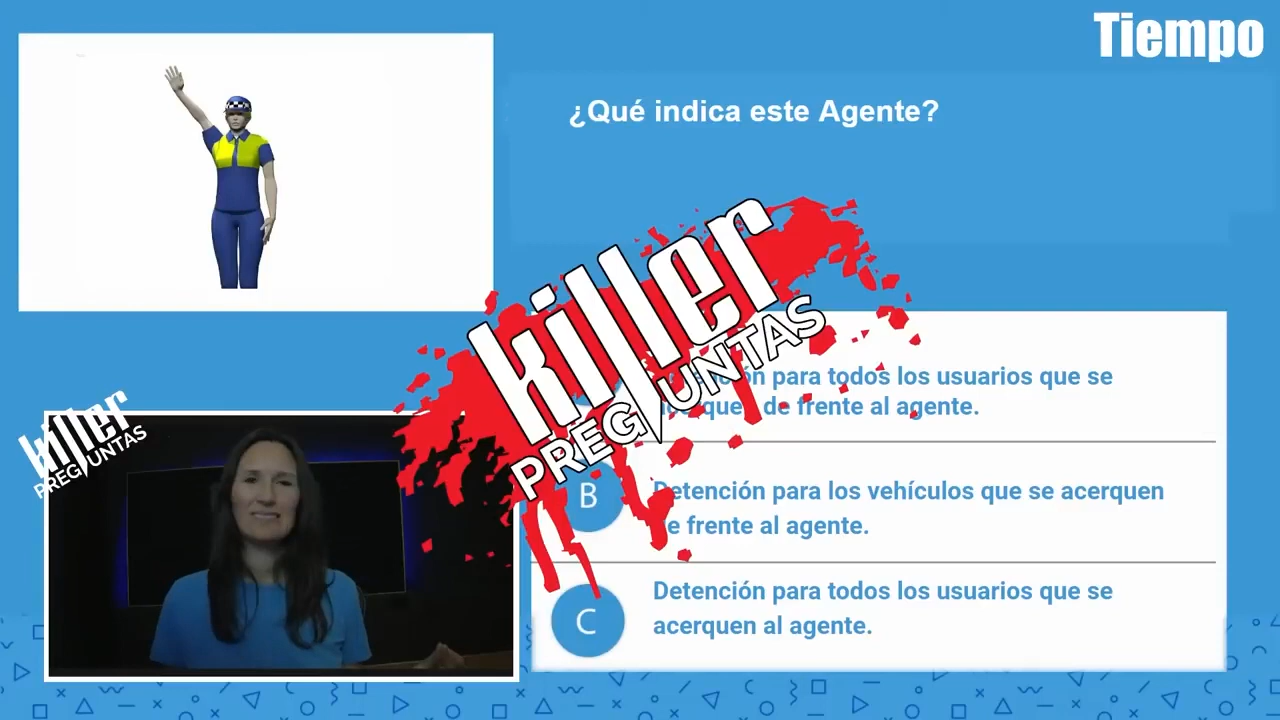 Tiempo
¿Qué indica este Agente?
killer
PREGUNTAS
para todos los usuarios que se
de frente al agente.
B
Detención para los vehículos que se acerquen
de frente al agente.
C
Detención para todos los usuarios que se
acerquen al agente.
killer
PREGUNTAS